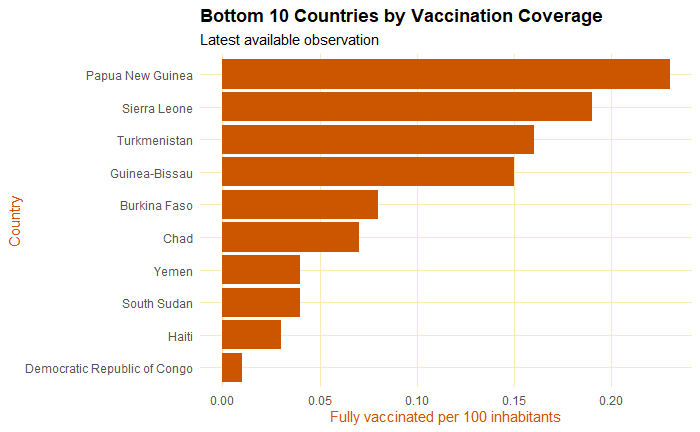 Bottom 10 Countries by Vaccination Coverage
Latest available observation
Country
Papua New Guinea
Sierra Leone
Turkmenistan
Guinea-Bissau
Burkina Faso
Chad
Yemen
South Sudan
Haiti
Democratic Republic of Congo
0.00 0.05 0.10 0.15 0.20
Fully vaccinated per 100 inhabitants